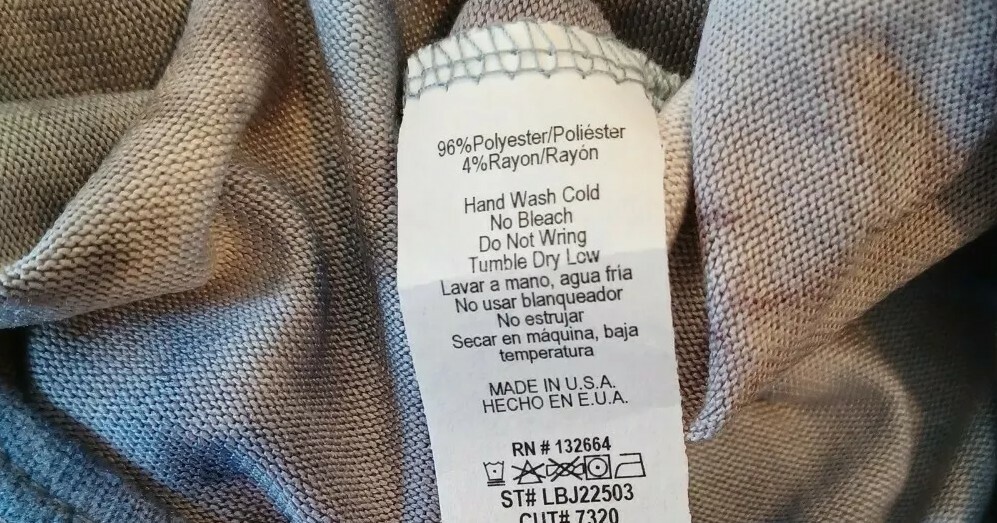 96%Polyester/Poliéster
4%Rayon/Rayón
Hand Wash Cold
No Bleach
Do Not Wring
Tumble Dry Low
Lavar a mano, agua fria
No usar blanqueador
No estrujar
Secar en máquina, baja
temperatura
MADE IN U.S.A.
HECHO EN E.U.A.
RN # 132664
ST# LBJ22503
CUT# 7320